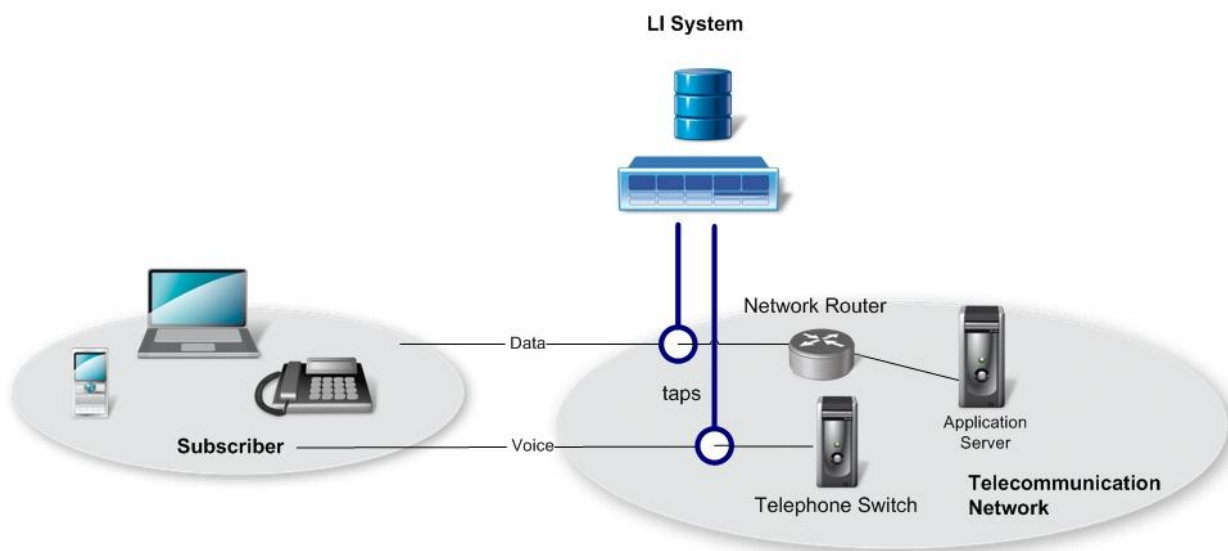 LI System
Network Router
Data
taps
Application
Server
Subscriber
Voice
Telephone Switch
Telecommunication
Network